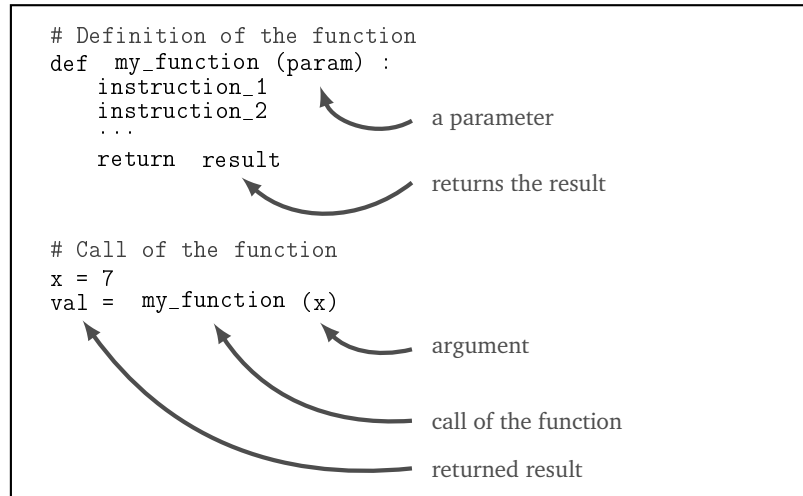 # Definition of the function
def my_function (param) :
instruction_1
instruction_2
...
return result
a parameter
returns the result
# Call of the function
x = 7
val = my_function (x)
argument
call of the function
returned result